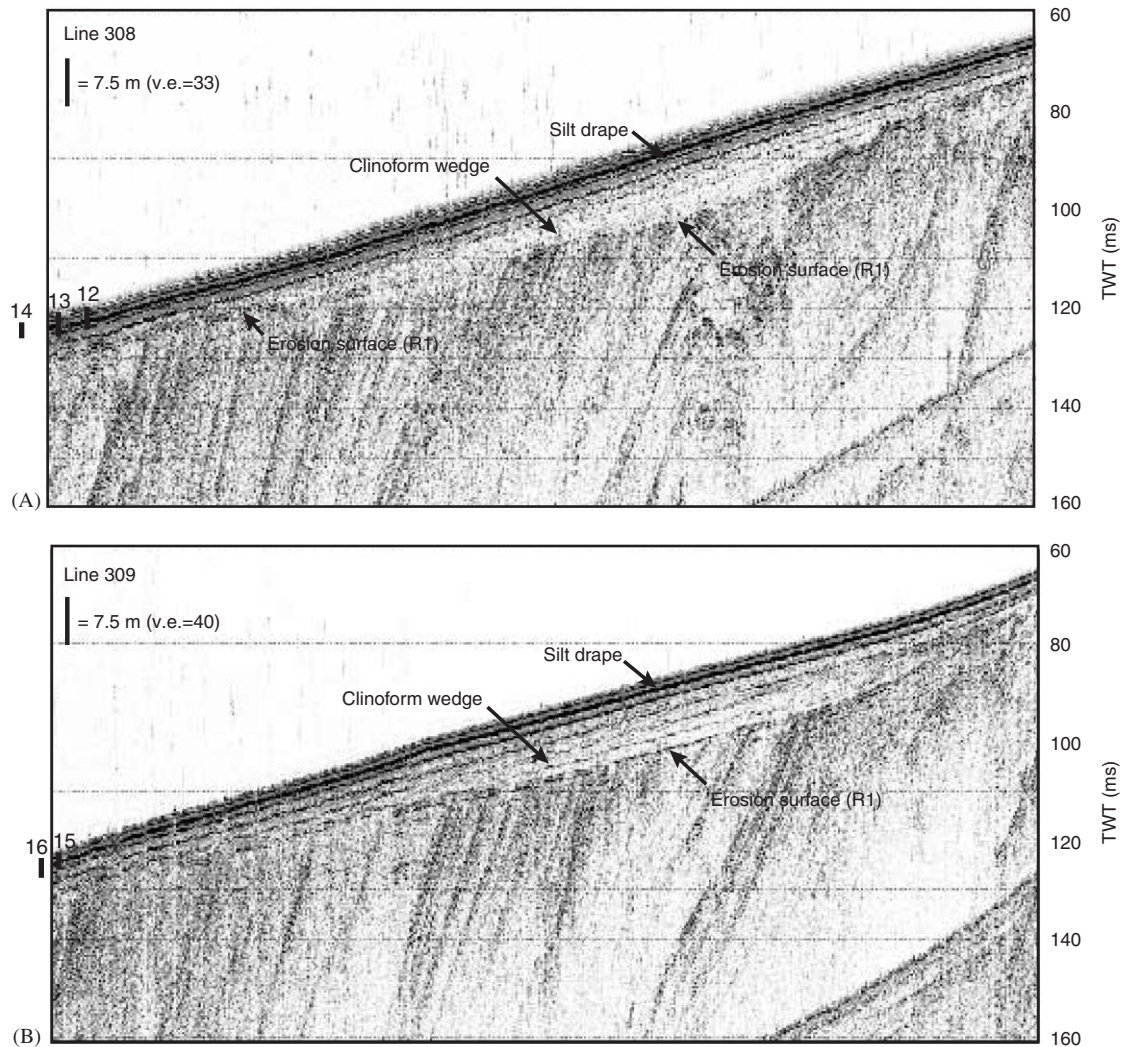 Line 308
= 7.5 m (v.e.=33)
Silt drape
Clinoform wedge
Erosion surface (R1)
Erosion surface (R1)
14
13
12
60
80
100
120
140
160
TWT (ms)
(A)
Line 309
= 7.5 m (v.e.=40)
Silt drape
Clinoform wedge
Erosion surface (R1)
16
15
60
80
100
120
140
160
TWT (ms)
(B)